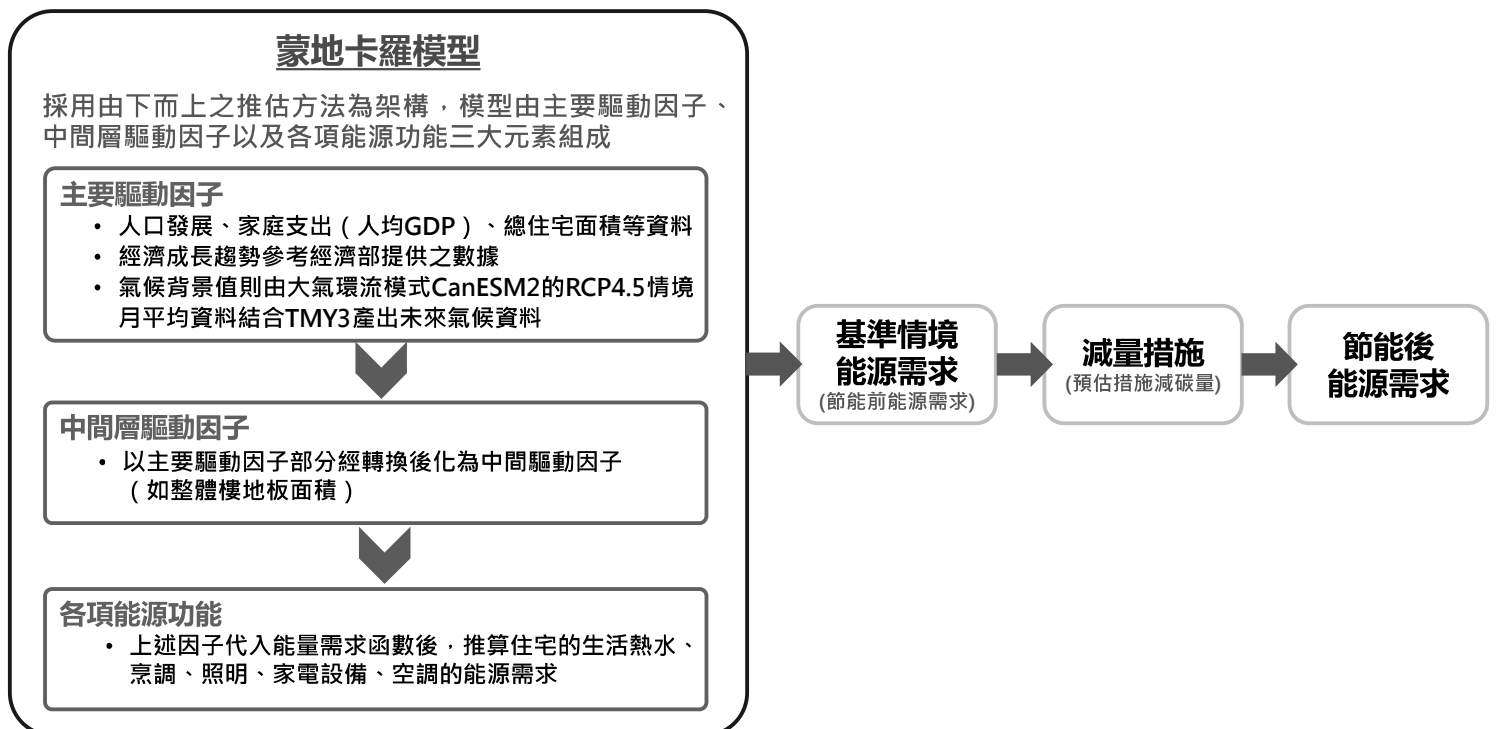 蒙地卡羅模型
採用由下而上之推估方法為架構，模型由主要驅動因子、
中間層驅動因子以及各項能源功能三大元素組成
主要驅動因子
• 人口發展、家庭支出（人均GDP）、總住宅面積等資料
• 經濟成長趨勢參考經濟部提供之數據
• 氣候背景值則由大氣環流模式CanESM2的RCP4.5情境
月平均資料結合TMY3產出未來氣候資料
中間層驅動因子
• 以主要驅動因子部分經轉換後化為中間驅動因子
（如整體樓地板面積）
各項能源功能
• 上述因子代入能量需求函數後，推算住宅的生活熱水、
烹調、照明、家電設備、空調的能源需求
基準情境
能源需求
(節能前能源需求)
減量措施
(預估措施減碳量)
節能後
能源需求